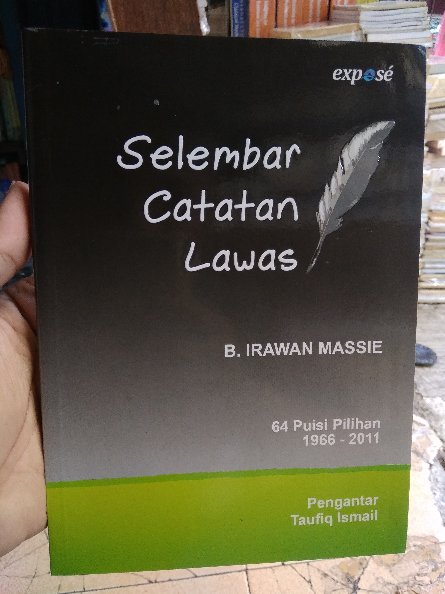 exposé
Selembar
Catatan
Lawas
B. IRAWAN MASSIE
64 Puisi Pilihan
1966 - 2011
Pengantar
Taufiq Ismail